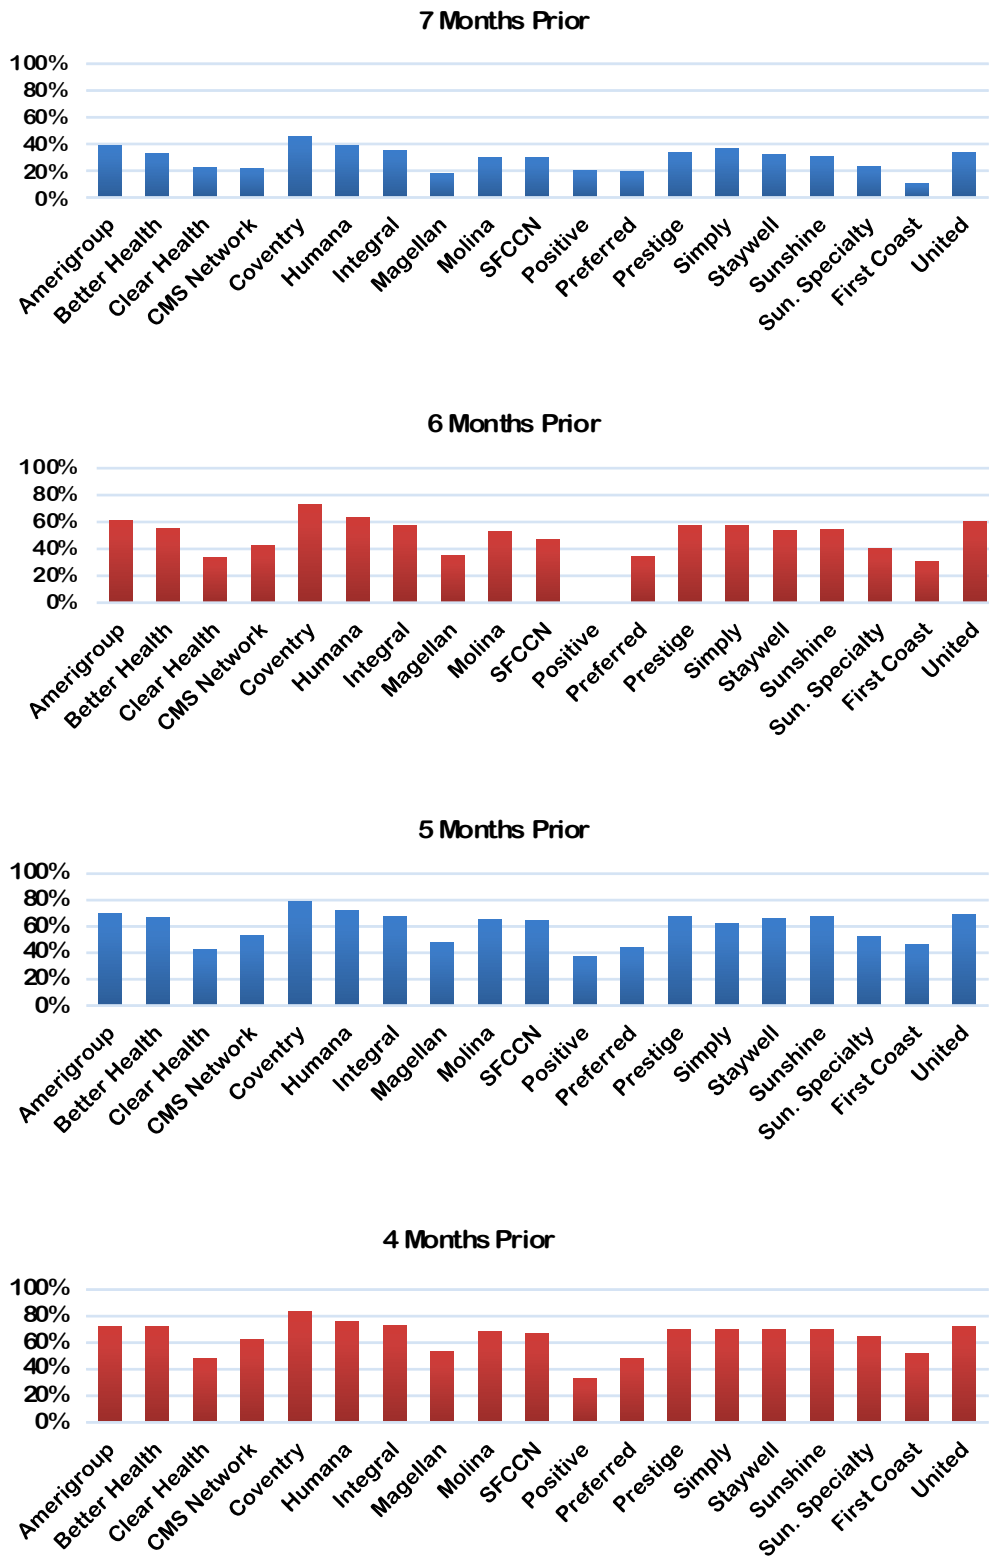 7 Months Prior
100%
80%
60%
40%
20%
0%
Amerigroup
Better Health
Clear Health
CMS Network
Coventry
Humana
Integral
Magellan
Molina
SFCCN
Positive
Preferred
Prestige
Simply
Staywell
Sunshine
Sun. Specialty
First Coast
United
6 Months Prior
100%
80%
60%
40%
20%
0%
Amerigroup
Better Health
Clear Health
CMS Network
Coventry
Humana
Integral
Magellan
Molina
SFCCN
Positive
Preferred
Prestige
Simply
Staywell
Sunshine
Sun. Specialty
First Coast
United
5 Months Prior
100%
80%
60%
40%
20%
0%
Amerigroup
Better Health
Clear Health
CMS Network
Coventry
Humana
Integral
Magellan
Molina
SFCCN
Positive
Preferred
Prestige
Simply
Staywell
Sunshine
Sun. Specialty
First Coast
United
4 Months Prior
100%
80%
60%
40%
20%
0%
Amerigroup
Better Health
Clear Health
CMS Network
Coventry
Humana
Integral
Magellan
Molina
SFCCN
Positive
Preferred
Prestige
Simply
Staywell
Sunshine
Sun. Specialty
First Coast
United